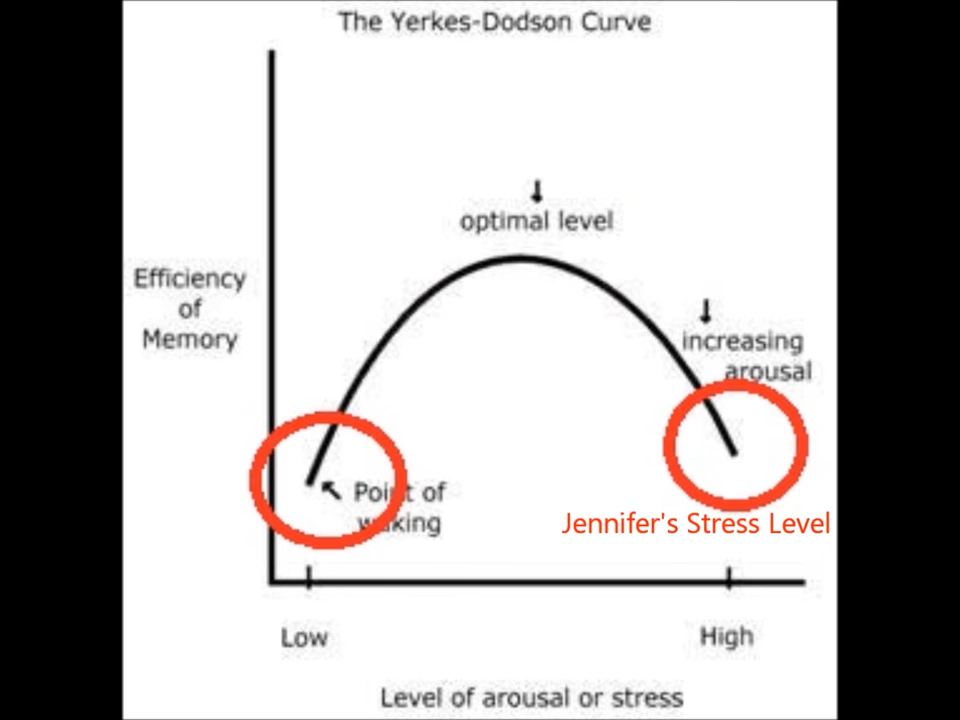 The Yerkes-Dodson Curve
optimal level
Efficiency
of
Memory
increasing
arousal
Point of
waking
Jennifer's Stress Level
Low
High
Level of arousal or stress